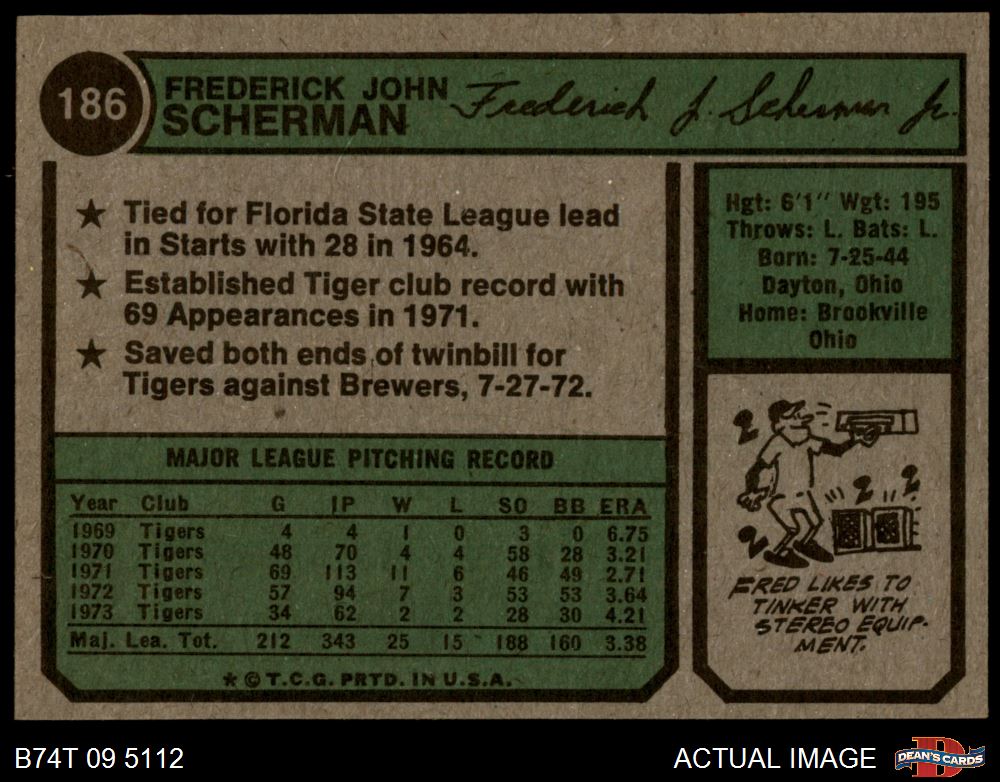 186
FREDERICK JOHN
SCHERMAN
Frederick J. Scherman Jr.
★ Tied for Florida State League lead
in Starts with 28 in 1964.
★ Established Tiger club record with
69 Appearances in 1971.
★ Saved both ends of twinbill for
Tigers against Brewers, 7-27-72.
Hgt: 6'1" Wgt: 195
Throws: L. Bats: L.
Born: 7-25-44
Dayton, Ohio
Home: Brookville
Ohio
MAJOR LEAGUE PITCHING RECORD
Year Club G IP W L SO BB ERA
1969 Tigers 4 4 1 0 3 0 6.75
1970 Tigers 48 70 4 4 58 28 3.21
1971 Tigers 69 113 11 6 46 49 2.71
1972 Tigers 57 94 7 3 53 53 3.64
1973 Tigers 34 62 2 2 28 30 4.21
Maj. Lea. Tot. 212 343 25 15 188 160 3.38
★ © T.C.G. PRTD. IN U.S.A.
?
? ?
?
FRED LIKES TO
TINKER WITH
STEREO EQUIP-
MENT.
B74T 09 5112
ACTUAL IMAGE
D
DEAN'S CARDS